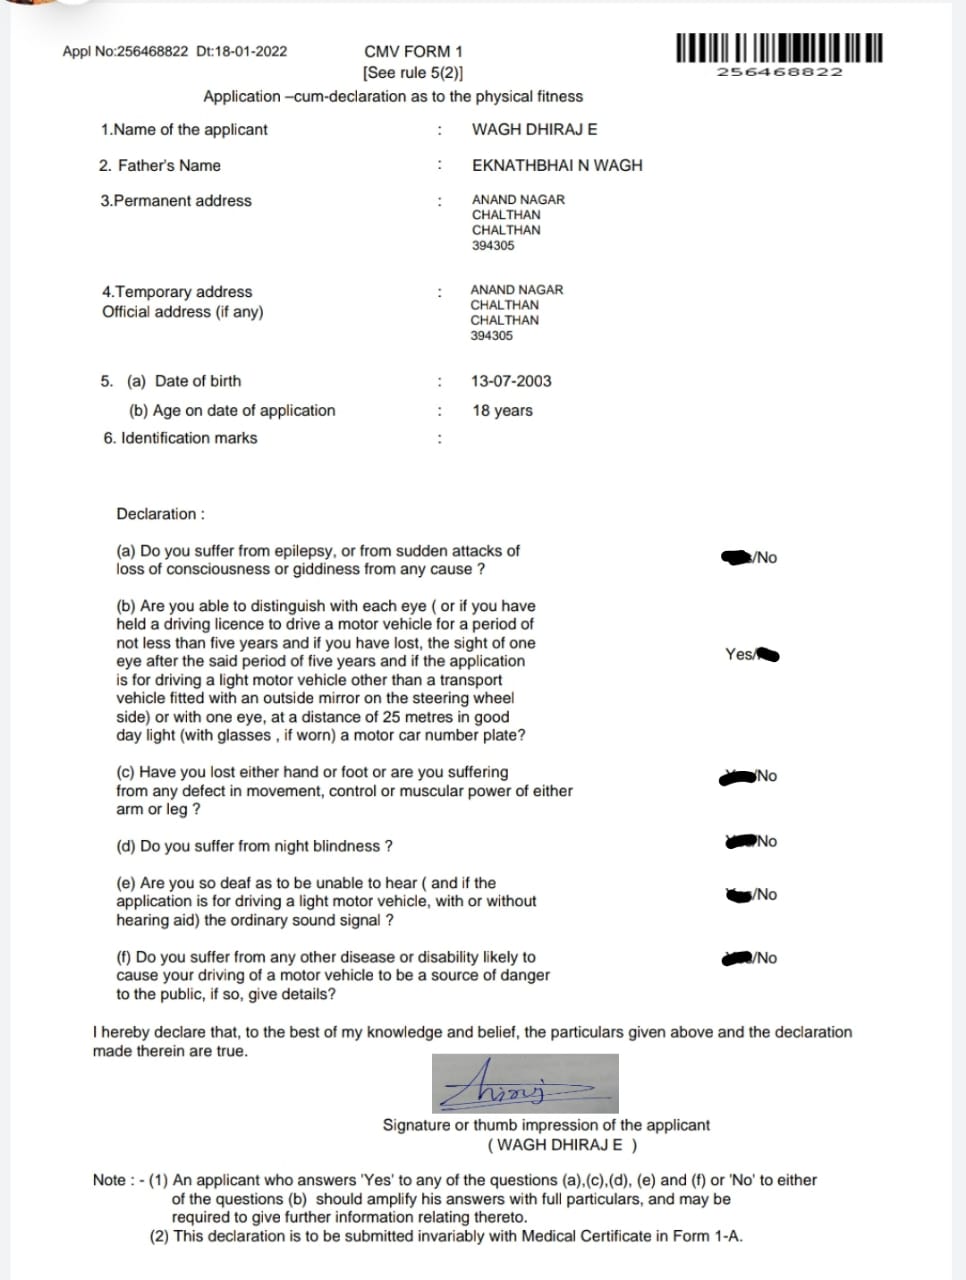 Appl No:256468822 Dt:18-01-2022
CMV FORM 1
[See rule 5(2)]
256468822
Application –cum-declaration as to the physical fitness
1.Name of the applicant : WAGH DHIRAJ E
2. Father's Name : EKNATHBHAI N WAGH
3.Permanent address : ANAND NAGAR
CHALTHAN
CHALTHAN
394305
4.Temporary address : ANAND NAGAR
Official address (if any) CHALTHAN
CHALTHAN
394305
5. (a) Date of birth : 13-07-2003
(b) Age on date of application : 18 years
6. Identification marks :
Declaration :
(a) Do you suffer from epilepsy, or from sudden attacks of
loss of consciousness or giddiness from any cause ?
/No
(b) Are you able to distinguish with each eye ( or if you have
held a driving licence to drive a motor vehicle for a period of
not less than five years and if you have lost, the sight of one
eye after the said period of five years and if the application
is for driving a light motor vehicle other than a transport
vehicle fitted with an outside mirror on the steering wheel
side) or with one eye, at a distance of 25 metres in good
day light (with glasses , if worn) a motor car number plate?
Yes/
(c) Have you lost either hand or foot or are you suffering
from any defect in movement, control or muscular power of either
arm or leg ?
No
(d) Do you suffer from night blindness ?
No
(e) Are you so deaf as to be unable to hear ( and if the
application is for driving a light motor vehicle, with or without
hearing aid) the ordinary sound signal ?
/No
(f) Do you suffer from any other disease or disability likely to
cause your driving of a motor vehicle to be a source of danger
to the public, if so, give details?
/No
I hereby declare that, to the best of my knowledge and belief, the particulars given above and the declaration
made therein are true.
Signature or thumb impression of the applicant
( WAGH DHIRAJ E )
Note : - (1) An applicant who answers 'Yes' to any of the questions (a),(c),(d), (e) and (f) or 'No' to either
of the questions (b) should amplify his answers with full particulars, and may be
required to give further information relating thereto.
(2) This declaration is to be submitted invariably with Medical Certificate in Form 1-A.